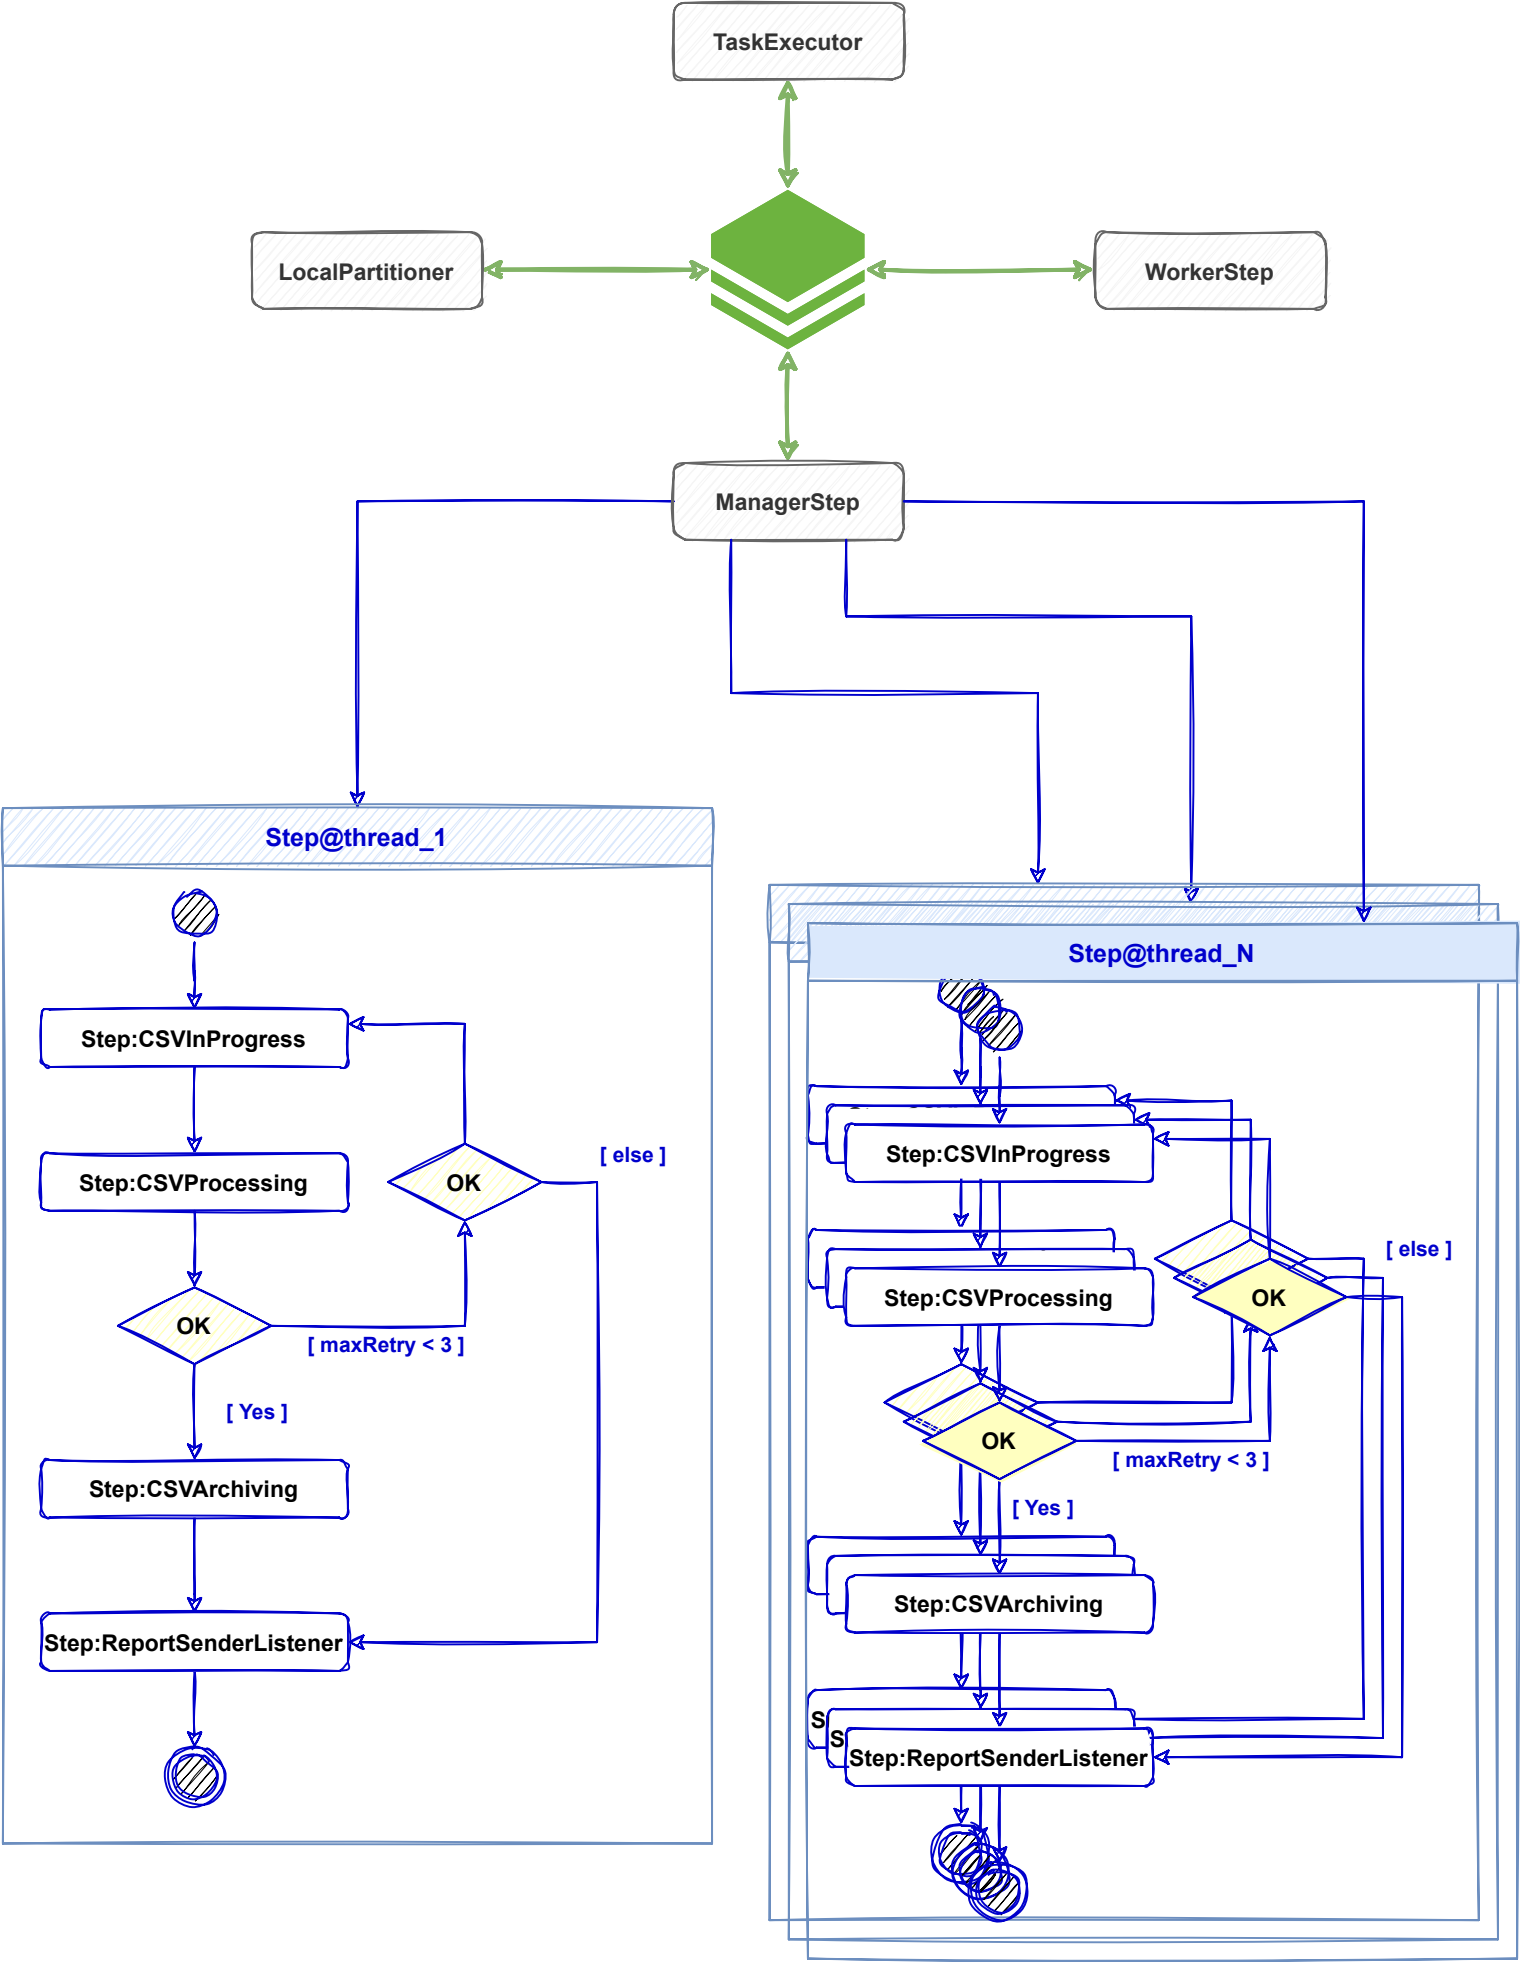 TaskExecutor
LocalPartitioner
WorkerStep
ManagerStep
Step@thread_1
Step:CSVInProgress
Step:CSVProcessing
OK
[ else ]
OK
[ maxRetry < 3 ]
[ Yes ]
Step:CSVArchiving
Step:ReportSenderListener
Step@thread_N
Step:CSVInProgress
[ else ]
Step:CSVProcessing
OK
OK
[ maxRetry < 3 ]
[ Yes ]
Step:CSVArchiving
S
S
Step:ReportSenderListener